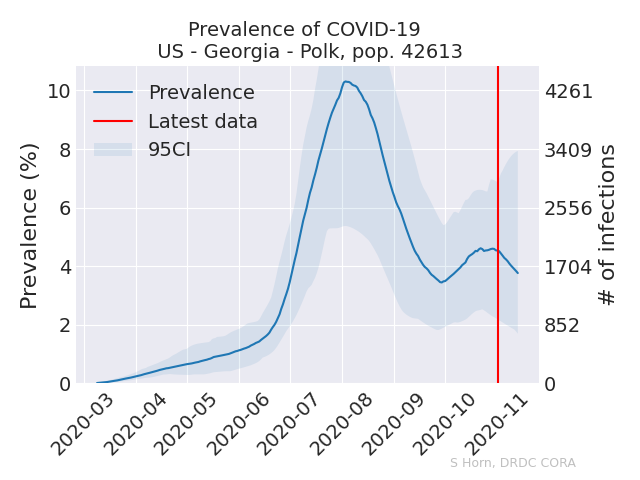 Prevalence of COVID-19
US - Georgia - Polk, pop. 42613
Prevalence (%)
10
8
6
4
2
0
Prevalence
Latest data
95CI
4261
3409
2556
1704
852
0
# of infections
2020-03
2020-04
2020-05
2020-06
2020-07
2020-08
2020-09
2020-10
2020-11
S Horn, DRDC CORA